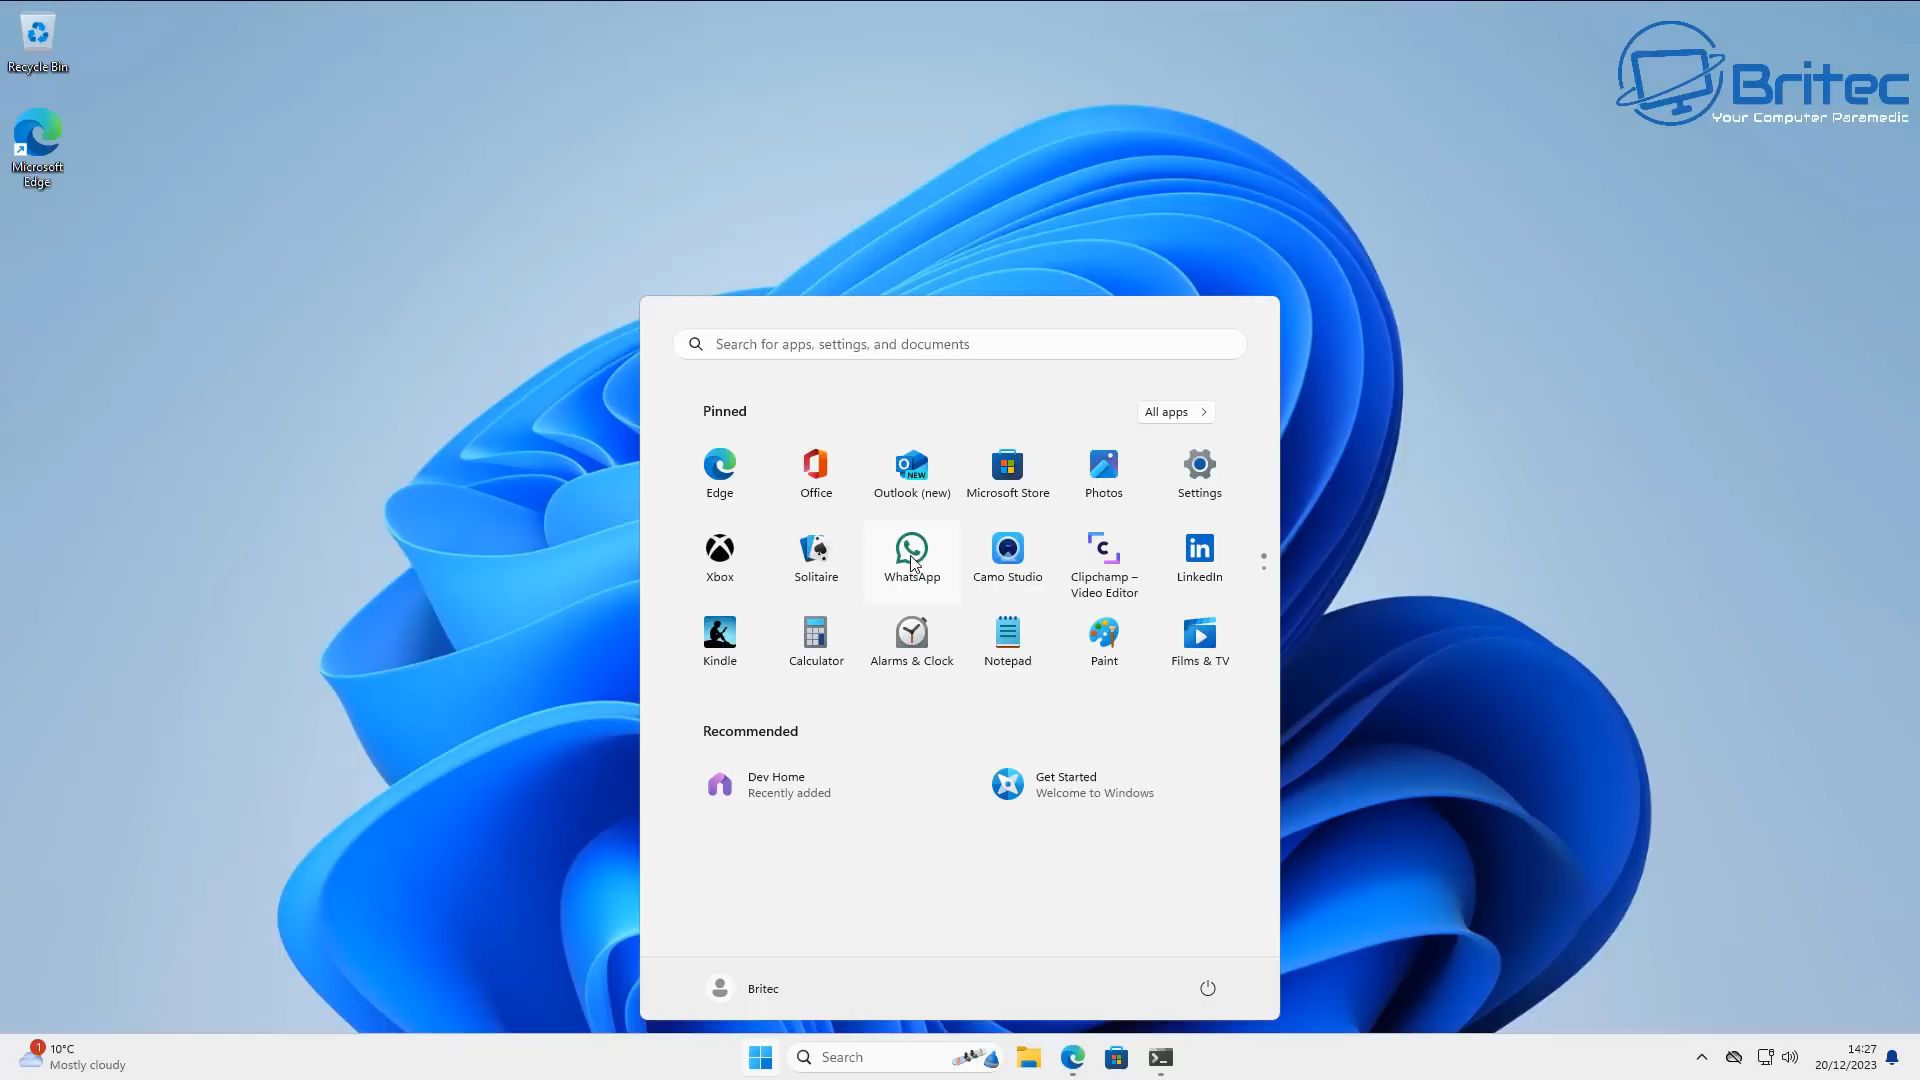 Recycle Bin
Microsoft
Edge
Britec
Your Computer Paramedic
Search for apps, settings, and documents
Pinned
All apps
Edge
Office
NEW
Outlook (new)
Microsoft Store
Photos
Settings
Xbox
Solitaire
WhatsApp
Camo Studio
Clipchamp –
Video Editor
in
LinkedIn
Kindle
Calculator
Alarms & Clock
Notepad
Paint
Films & TV
Recommended
Dev Home
Recently added
Get Started
Welcome to Windows
Britec
1
10°C
Mostly cloudy
Search
14:27
20/12/2023